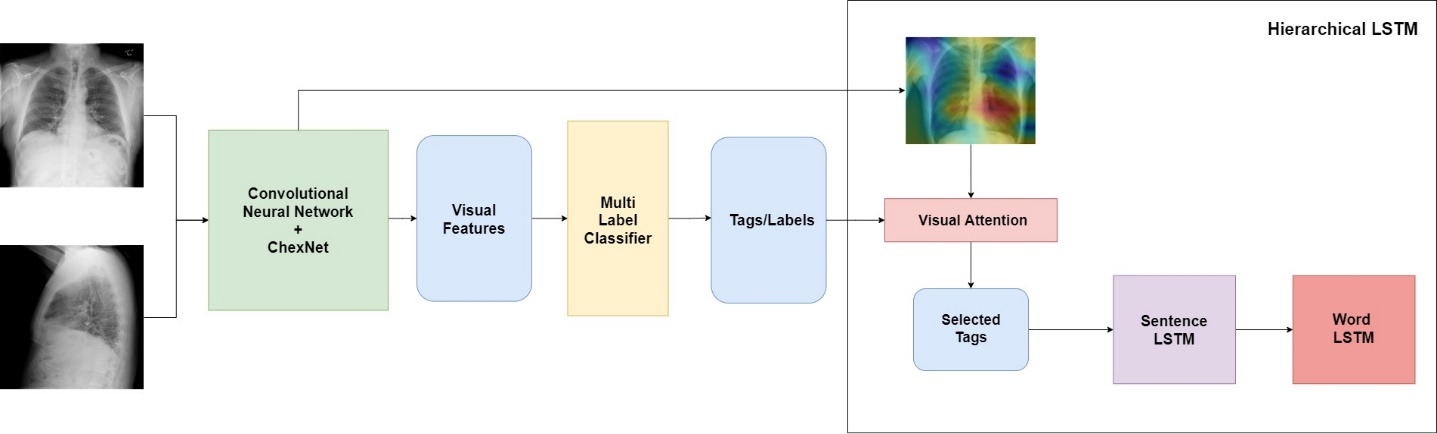 Hierarchical LSTM
Convolutional
Neural Network
+
ChexNet
Visual
Features
Multi
Label
Classifier
Tags/Labels
Visual Attention
Selected
Tags
Sentence
LSTM
Word
LSTM